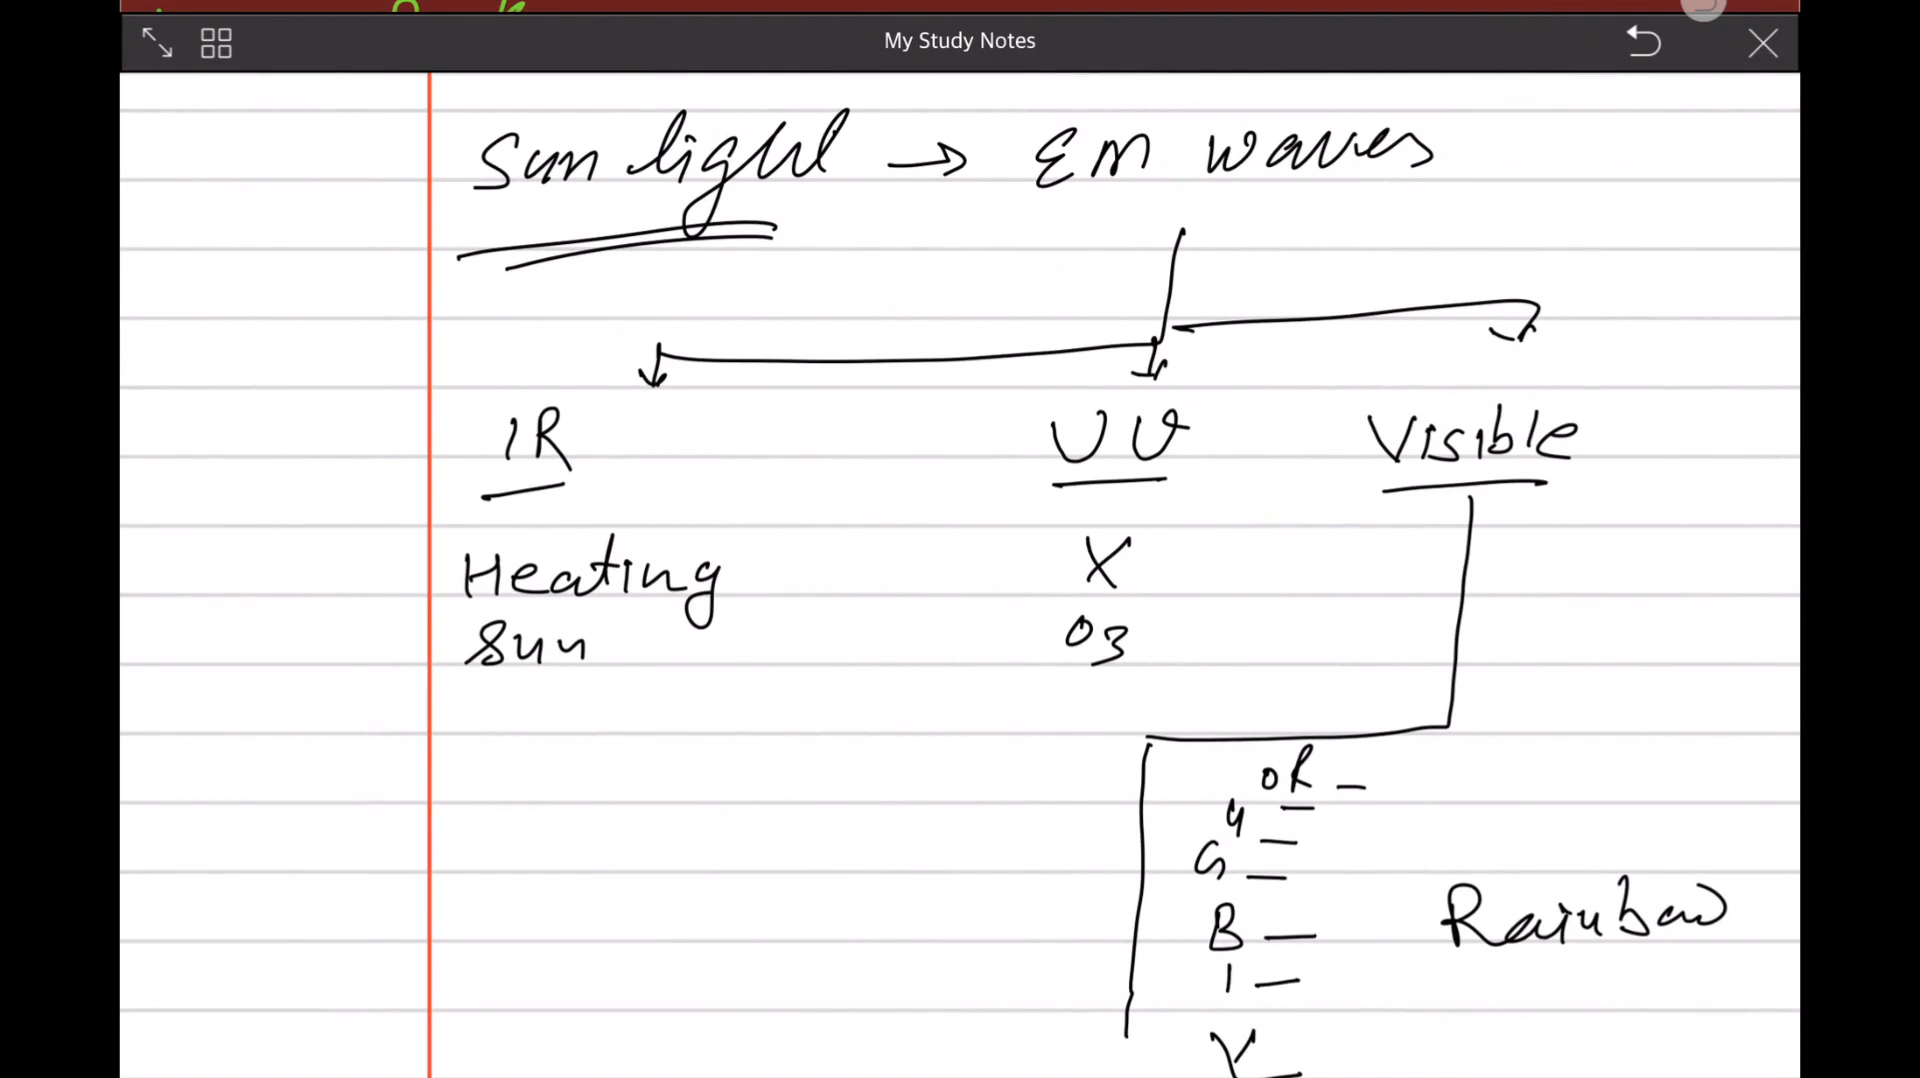 My Study Notes
Sun light → EM waves
IR UV Visible
Heating X
Sun O3
OR –
Y –
G –
B – Rainbow
I –
V –